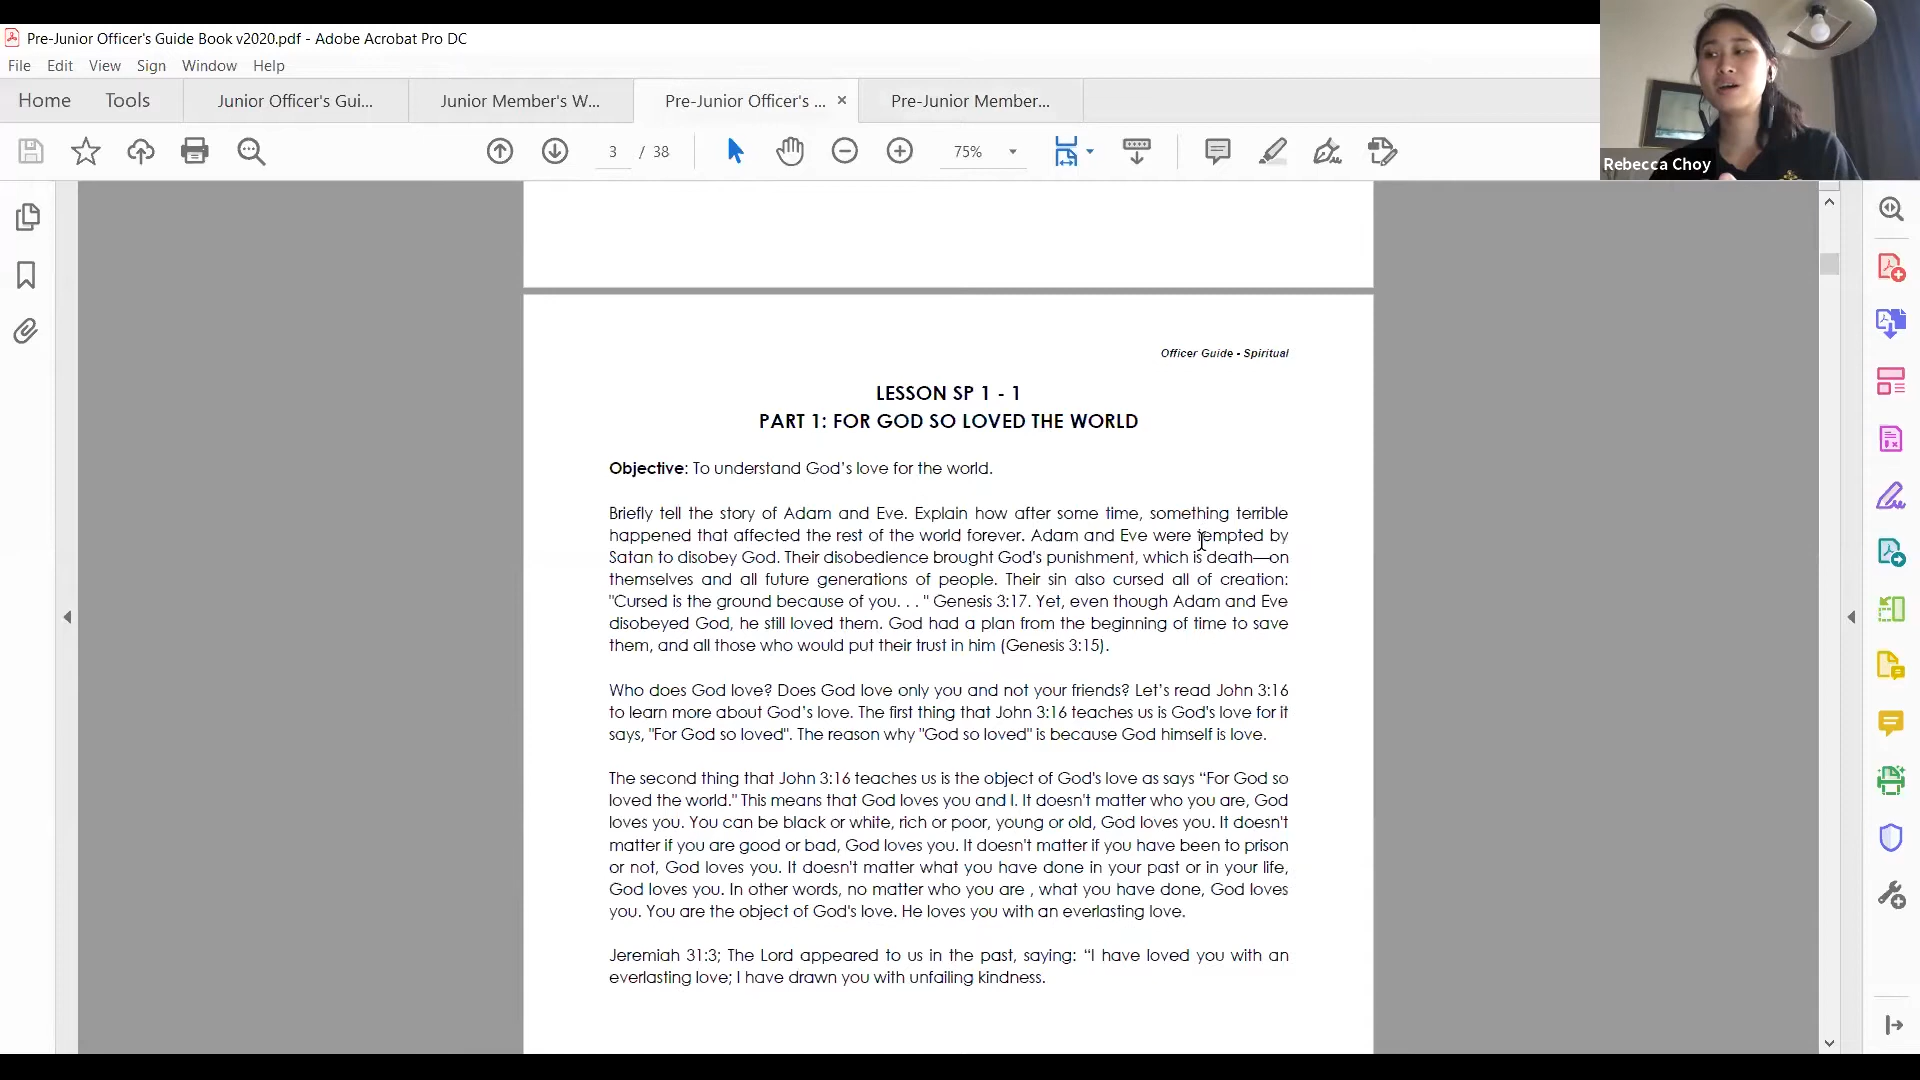 Pre-Junior Officer's Guide Book v2020.pdf - Adobe Acrobat Pro DC
File Edit View Sign Window Help
Home Tools Junior Officer's Gui... Junior Member's W... Pre-Junior Officer's ... × Pre-Junior Member...
3 / 38 75%
Rebecca Choy
Officer Guide - Spiritual
LESSON SP 1 - 1
PART 1: FOR GOD SO LOVED THE WORLD
Objective: To understand God's love for the world.
Briefly tell the story of Adam and Eve. Explain how after some time, something terrible
happened that affected the rest of the world forever. Adam and Eve were tempted by
Satan to disobey God. Their disobedience brought God's punishment, which is death—on
themselves and all future generations of people. Their sin also cursed all of creation:
"Cursed is the ground because of you. . . " Genesis 3:17. Yet, even though Adam and Eve
disobeyed God, he still loved them. God had a plan from the beginning of time to save
them, and all those who would put their trust in him (Genesis 3:15).
Who does God love? Does God love only you and not your friends? Let’s read John 3:16
to learn more about God’s love. The first thing that John 3:16 teaches us is God's love for it
says, "For God so loved". The reason why "God so loved" is because God himself is love.
The second thing that John 3:16 teaches us is the object of God's love as says “For God so
loved the world." This means that God loves you and I. It doesn't matter who you are, God
loves you. You can be black or white, rich or poor, young or old, God loves you. It doesn't
matter if you are good or bad, God loves you. It doesn't matter if you have been to prison
or not, God loves you. It doesn't matter what you have done in your past or in your life,
God loves you. In other words, no matter who you are , what you have done, God loves
you. You are the object of God's love. He loves you with an everlasting love.
Jeremiah 31:3; The Lord appeared to us in the past, saying: “I have loved you with an
everlasting love; I have drawn you with unfailing kindness.